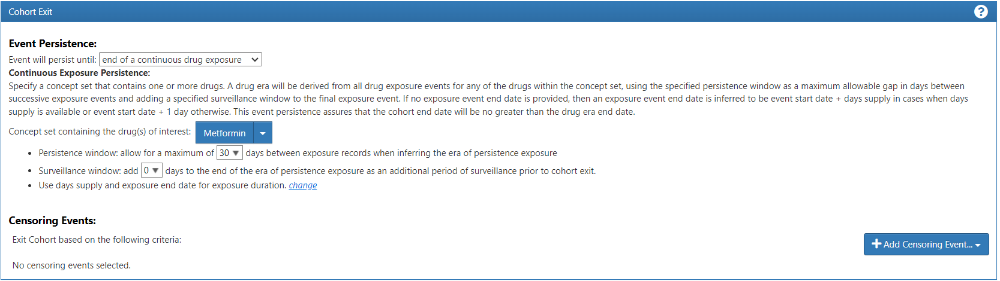 Cohort Exit
?
Event Persistence:
Event will persist until: end of a continuous drug exposure
Continuous Exposure Persistence:
Specify a concept set that contains one or more drugs. A drug era will be derived from all drug exposure events for any of the drugs within the concept set, using the specified persistence window as a maximum allowable gap in days between
successive exposure events and adding a specified surveillance window to the final exposure event. If no exposure event end date is provided, then an exposure event end date is inferred to be event start date + days supply in cases when days
supply is available or event start date + 1 day otherwise. This event persistence assures that the cohort end date will be no greater than the drug era end date.
Concept set containing the drug(s) of interest: Metformin
• Persistence window: allow for a maximum of 30 ▼ days between exposure records when inferring the era of persistence exposure
• Surveillance window: add 0 ▼ days to the end of the era of persistence exposure as an additional period of surveillance prior to cohort exit.
• Use days supply and exposure end date for exposure duration. change
Censoring Events:
Exit Cohort based on the following criteria:
Add Censoring Event...
No censoring events selected.